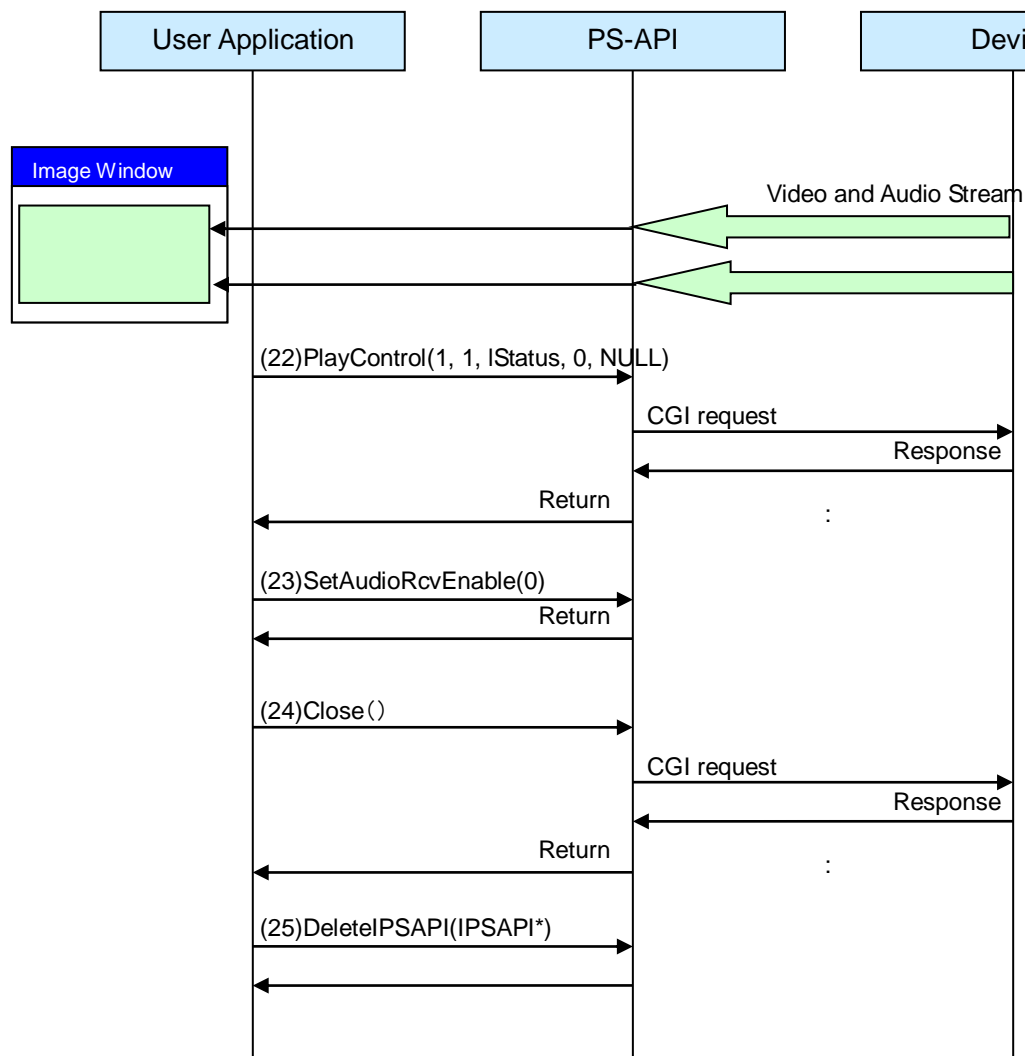 User Application
PS-API
Devi
Image Window
Video and Audio Stream
(22)PlayControl(1, 1, lStatus, 0, NULL)
CGI request
Response
Return
:
(23)SetAudioRcvEnable(0)
Return
(24)Close()
CGI request
Response
Return
:
(25)DeleteIPSAPI(IPSAPI*)